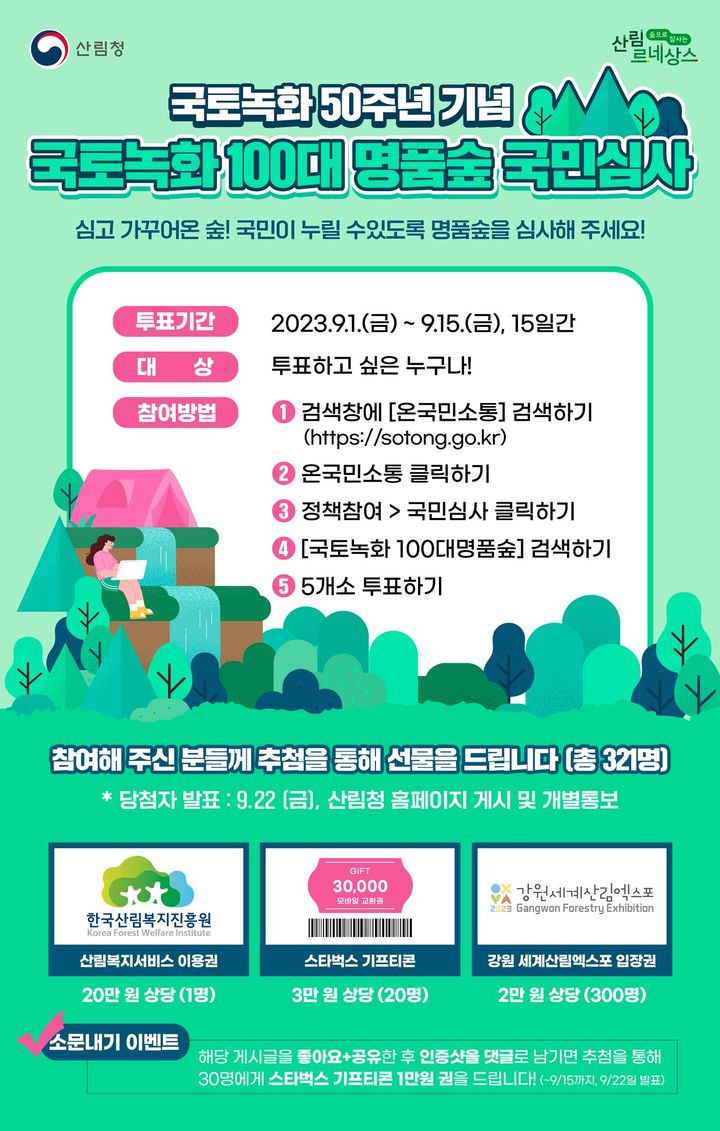 산림청
숲으로 잘사는
산림
르네상스
국토녹화 50주년 기념
국토녹화 100대 명품숲 국민심사
심고 가꾸어온 숲! 국민이 누릴 수있도록 명품숲을 심사해 주세요!
투표기간 2023.9.1.(금) ~ 9.15.(금), 15일간
대 상 투표하고 싶은 누구나!
참여방법 1 검색창에 [온국민소통] 검색하기
(https://sotong.go.kr)
2 온국민소통 클릭하기
3 정책참여 > 국민심사 클릭하기
4 [국토녹화 100대명품숲] 검색하기
5 5개소 투표하기
참여해 주신 분들께 추첨을 통해 선물을 드립니다 (총 321명)
* 당첨자 발표 : 9.22 (금), 산림청 홈페이지 게시 및 개별통보
한국산림복지진흥원
Korea Forest Welfare Institute
산림복지서비스 이용권
20만 원 상당 (1명)
GIFT
30,000
모바일 교환권
스타벅스 기프티콘
3만 원 상당 (20명)
2023
강원세계산림엑스포
Gangwon Forestry Exhibition
강원 세계산림엑스포 입장권
2만 원 상당 (300명)
소문내기 이벤트
해당 게시글을 좋아요+공유한 후 인증샷을 댓글로 남기면 추첨을 통해
30명에게 스타벅스 기프티콘 1만원 권을 드립니다! (~9/15까지, 9/22일 발표)